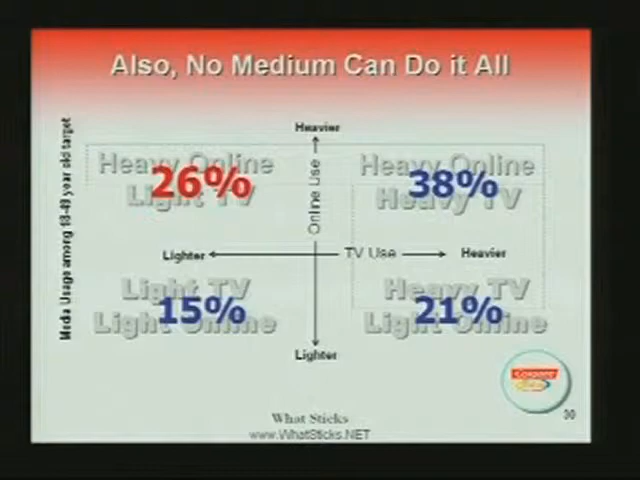 Also, No Medium Can Do it All
Media Usage among 18-49 year old target
Heavier
Online Use
Heavy Online
Light TV
26%
Heavy Online
Heavy TV
38%
Lighter
TV Use
Heavier
Light TV
Light Online
15%
Heavy TV
Light Online
21%
Lighter
Colgate
What Sticks
www.WhatSticks.NET
30